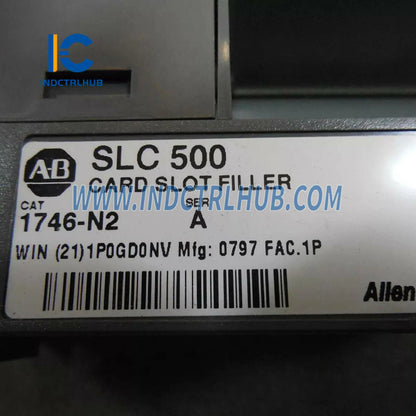 INDCTRLHUB
AB SLC 500
CARD SLOT FILLER
WWW.INDCTRLHUB.COM
CAT SER
1746-N2 A
WIN (21)1P0GD0NV Mfg: 0797 FAC.1P
Allen